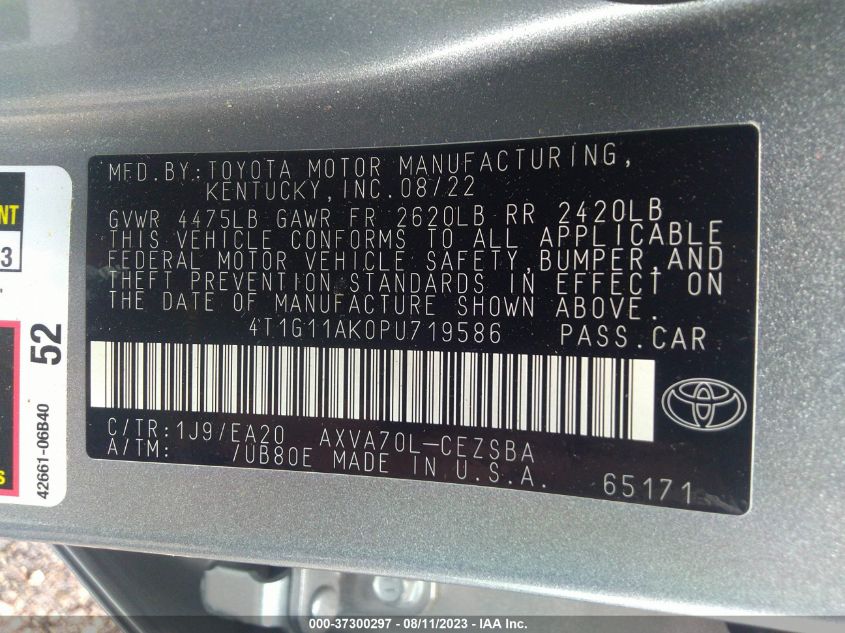 MFD.BY:TOYOTA MOTOR MANUFACTURING,
KENTUCKY,INC.08/22
GVWR 4475LB GAWR FR 2620LB RR 2420LB
THIS VEHICLE CONFORMS TO ALL APPLICABLE
FEDERAL MOTOR VEHICLE SAFETY,BUMPER,AND
THEFT PREVENTION STANDARDS IN EFFECT ON
THE DATE OF MANUFACTURE SHOWN ABOVE.
4T1G11AK0PU719586 PASS.CAR
C/TR:1J9/EA20 AXVA70L-CEZSBA
A/TM: /UB80E MADE IN U.S.A.
65171
3
52
42661-06B40
000-37300297 - 08/11/2023 - IAA Inc.